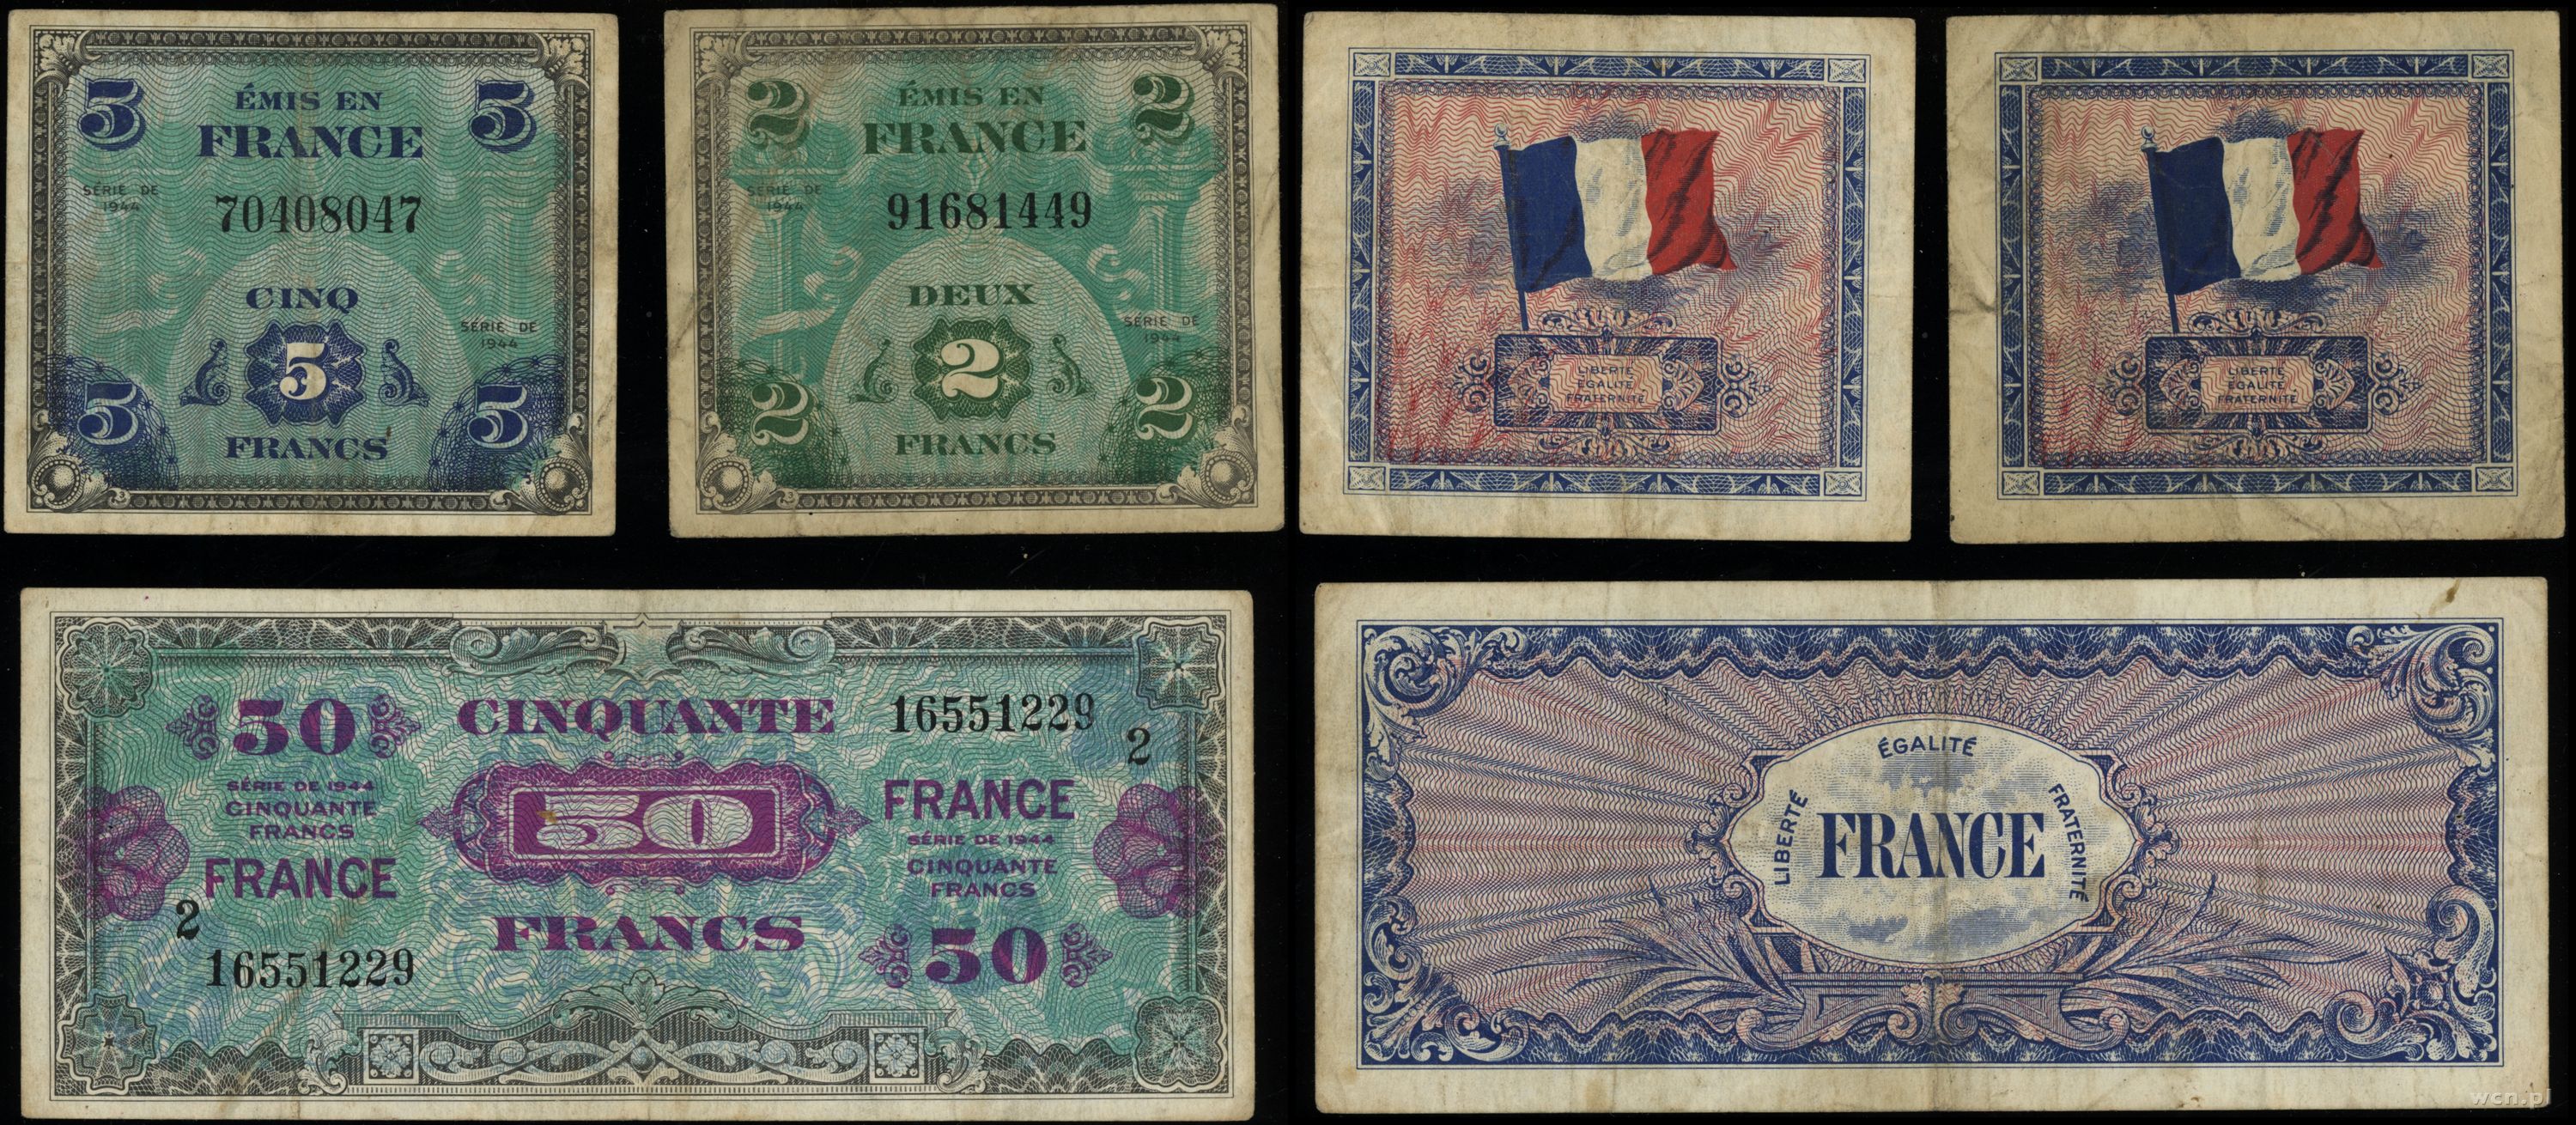 5 5
ÉMIS EN
FRANCE
SÉRIE DE
1944
70408047
CINQ
SÉRIE DE
1944
5
5 5
FRANCS
2 2
ÉMIS EN
FRANCE
SÉRIE DE
1944
91681449
DEUX
SÉRIE DE
1944
2
2 2
FRANCS
LIBERTÉ
ÉGALITÉ
FRATERNITÉ
LIBERTÉ
ÉGALITÉ
FRATERNITÉ
50 CINQUANTE 16551229
2
SÉRIE DE 1944
CINQUANTE
FRANCS
FRANCE
50
FRANCE
SÉRIE DE 1944
CINQUANTE
FRANCS
2
16551229
FRANCS
50
ÉGALITÉ
LIBERTÉ
FRANCE
FRATERNITÉ
wcn.pl